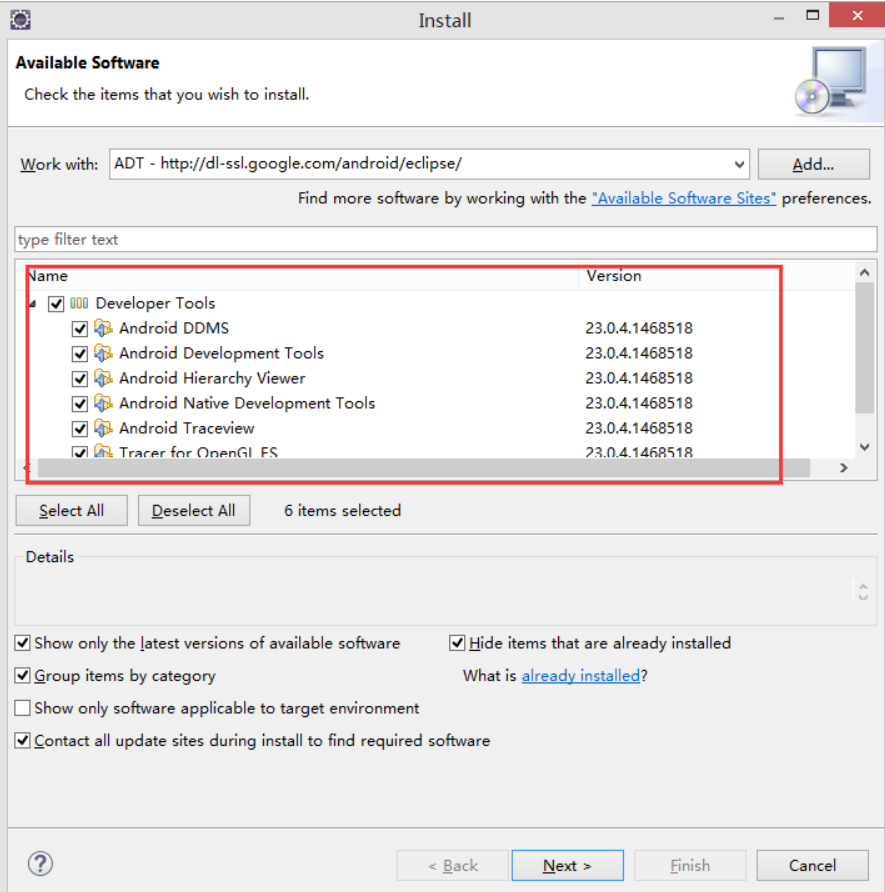 Install
Available Software
Check the items that you wish to install.
Work with: ADT - http://dl-ssl.google.com/android/eclipse/ Add...
Find more software by working with the "Available Software Sites" preferences.
type filter text
Name Version
Developer Tools
Android DDMS 23.0.4.1468518
Android Development Tools 23.0.4.1468518
Android Hierarchy Viewer 23.0.4.1468518
Android Native Development Tools 23.0.4.1468518
Android Traceview 23.0.4.1468518
Tracer for OpenGL ES 23.0.4.1468518
Select All Deselect All 6 items selected
Details
Show only the latest versions of available software Hide items that are already installed
Group items by category What is already installed?
Show only software applicable to target environment
Contact all update sites during install to find required software
? < Back Next > Finish Cancel